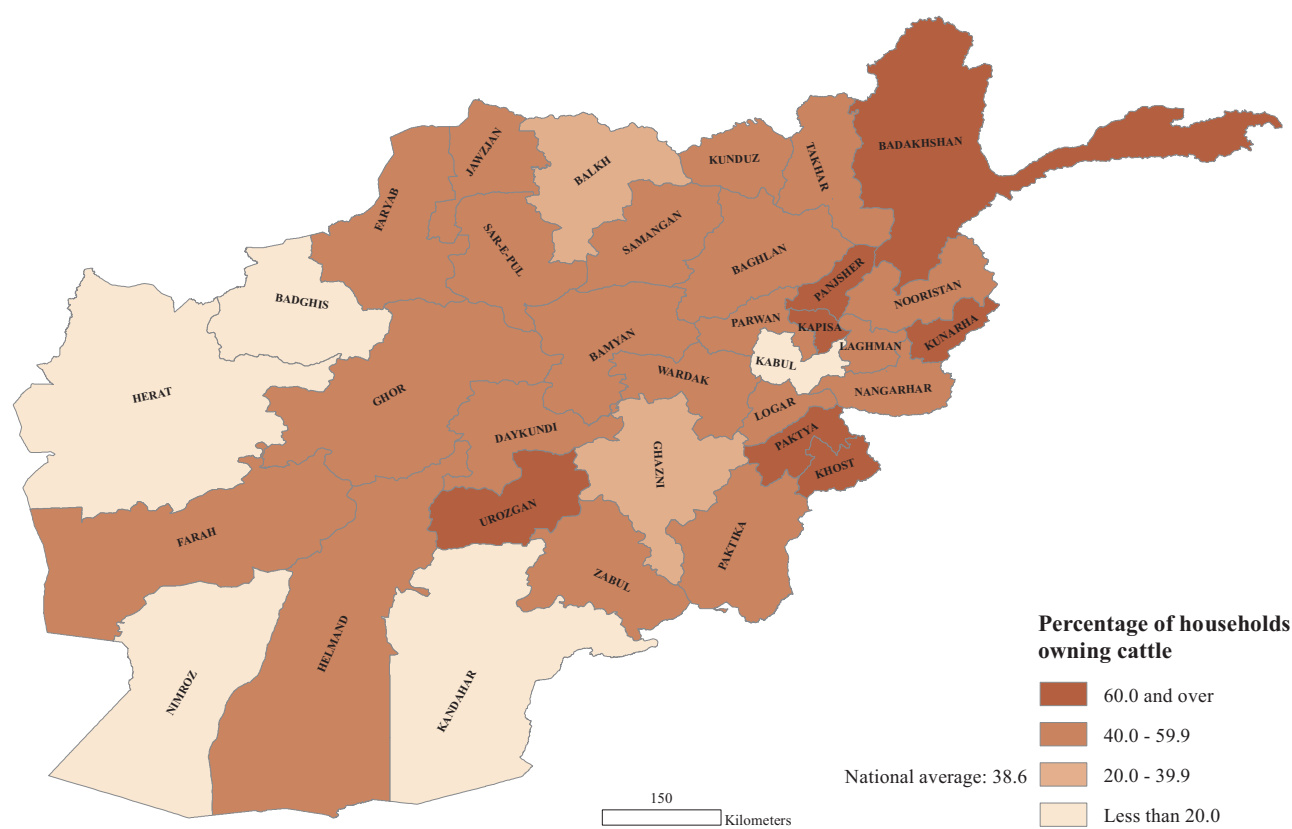 BADAKHSHAN
JAWZJAN
BALKH
KUNDUZ
TAKHAR
FARYAB
SAR-E-PUL
SAMANGAN
BAGHLAN
PANJSHER
NOORISTAN
BADGHIS
PARWAN
KAPISA
KUNARHA
LAGHMAN
BAMYAN
KABUL
WARDAK
HERAT
GHOR
NANGARHAR
LOGAR
DAYKUNDI
PAKTYA
GHAZNI
KHOST
UROZGAN
FARAH
PAKTIKA
ZABUL
HELMAND
NIMROZ
KANDAHAR
Percentage of households
owning cattle
60.0 and over
40.0 - 59.9
National average: 38.6
20.0 - 39.9
Less than 20.0
150
Kilometers